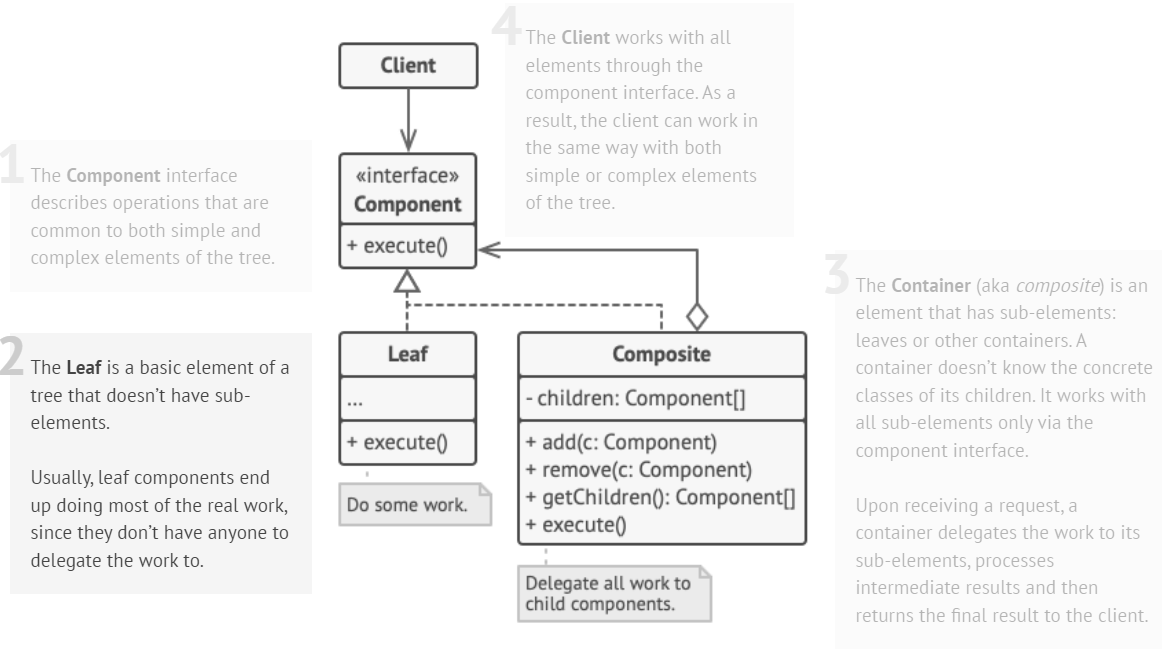 1
The Component interface
describes operations that are
common to both simple and
complex elements of the tree.
2
The Leaf is a basic element of a
tree that doesn't have sub-
elements.
Usually, leaf components end
up doing most of the real work,
since they don't have anyone to
delegate the work to.
Client
«interface»
Component
+ execute()
Leaf
...
+ execute()
Do some work.
Composite
- children: Component[]
+ add(c: Component)
+ remove(c: Component)
+ getChildren(): Component[]
+ execute()
Delegate all work to
child components.
4
The Client works with all
elements through the
component interface. As a
result, the client can work in
the same way with both
simple or complex elements
of the tree.
3
The Container (aka composite) is an
element that has sub-elements:
leaves or other containers. A
container doesn't know the concrete
classes of its children. It works with
all sub-elements only via the
component interface.
Upon receiving a request, a
container delegates the work to its
sub-elements, processes
intermediate results and then
returns the final result to the client.